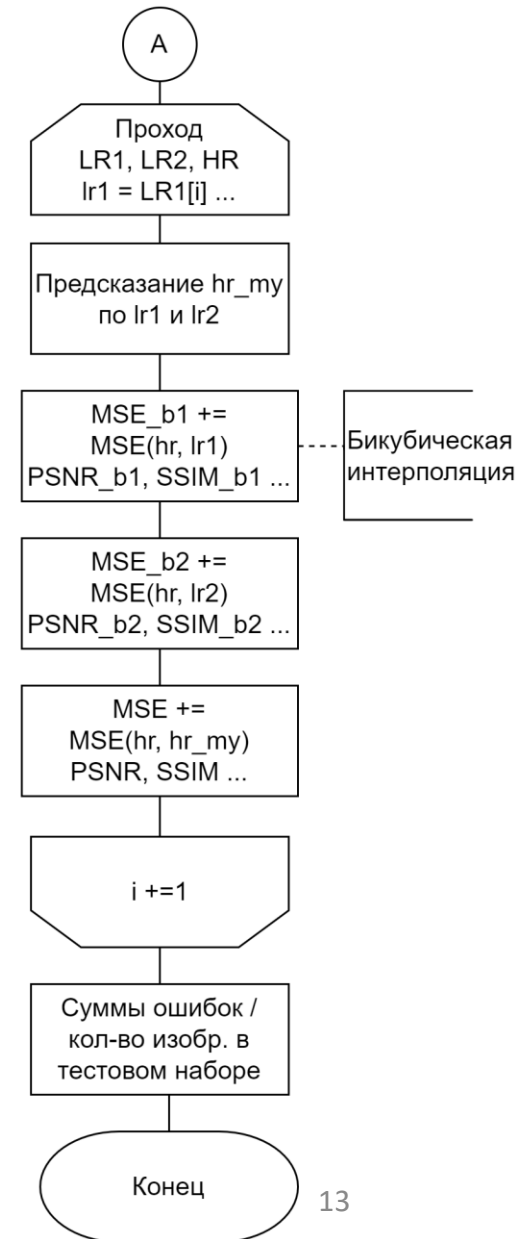 А
Проход
LR1, LR2, HR
lr1 = LR1[i] ...
Предсказание hr_my
по lr1 и lr2
MSE_b1 +=
MSE(hr, lr1)
PSNR_b1, SSIM_b1 ...
Бикубическая
интерполяция
MSE_b2 +=
MSE(hr, lr2)
PSNR_b2, SSIM_b2 ...
MSE +=
MSE(hr, hr_my)
PSNR, SSIM ...
i +=1
Суммы ошибок /
кол-во изобр. в
тестовом наборе
Конец
13